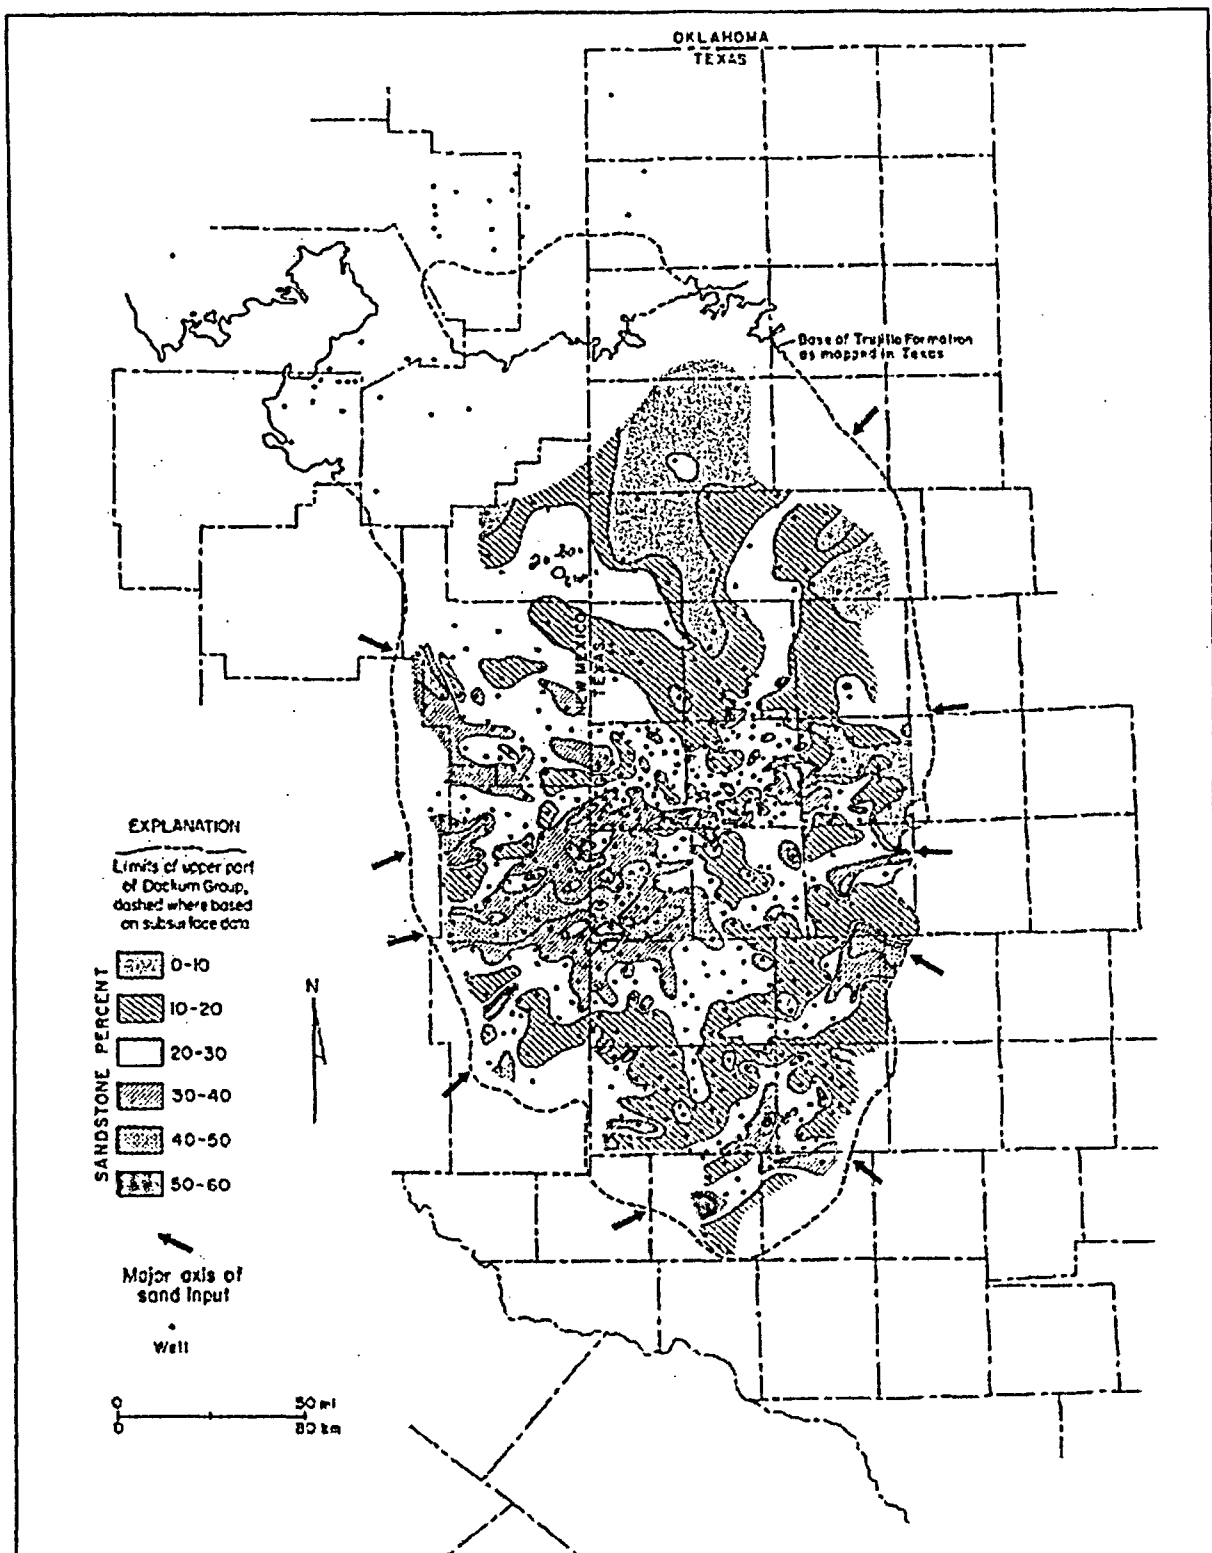 OKLAHOMA
TEXAS
Base of Trujillo Formation
as mapped in Texas
NEW MEXICO
TEXAS
EXPLANATION
Limits of upper part
of Dockum Group,
dashed where based
on subsurface data
SANDSTONE PERCENT
0-10
10-20
20-30
30-40
40-50
50-60
N
Major axis of
sand input
Well
0 50 mi
0 80 km